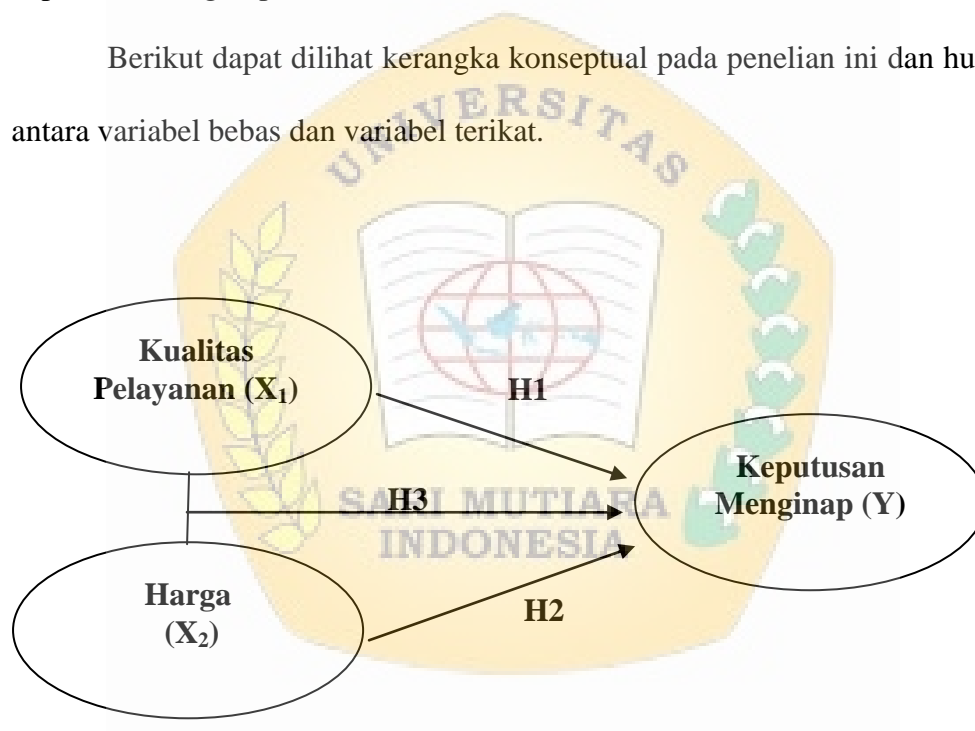 Berikut dapat dilihat kerangka konseptual pada penelian ini dan hu
antara variabel bebas dan variabel terikat.
UNIVERSITAS
Kualitas
Pelayanan (X₁)
H1
Keputusan
Menginap (Y)
H3
SARI MUTIARA
INDONESIA
Harga
(X₂)
H2